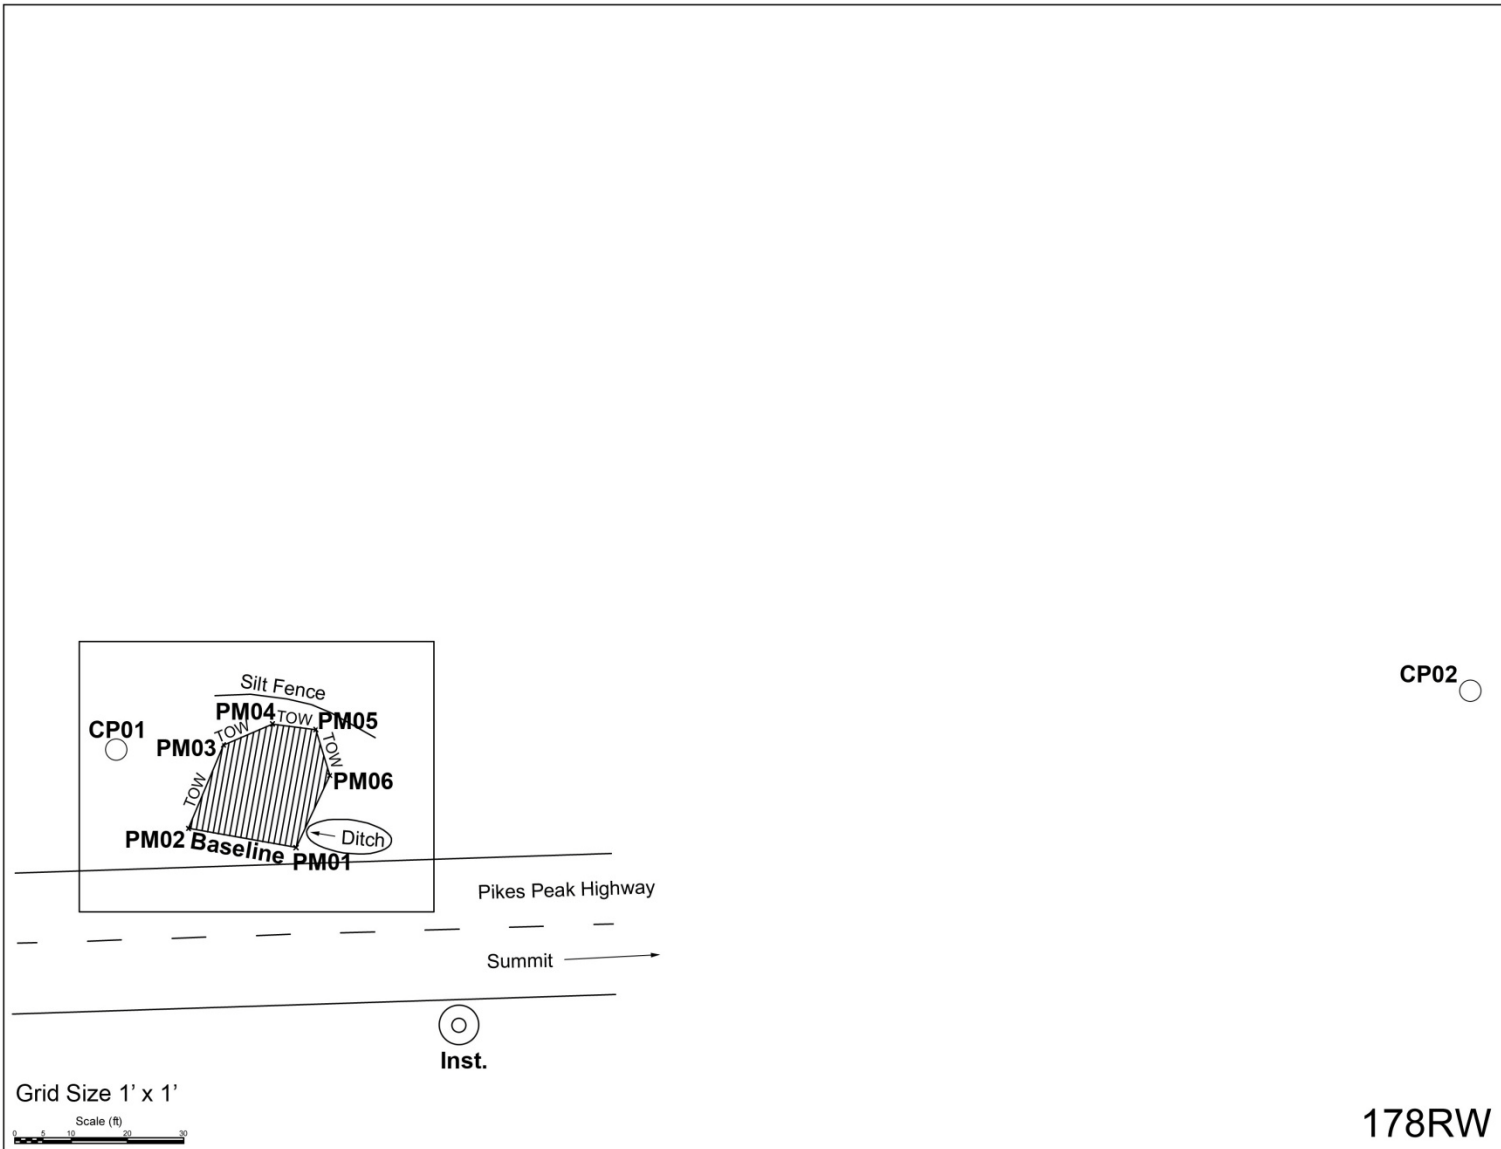 CP02
Silt Fence
PM04
TOW
PM05
CP01
TOW
PM03
TOW
PM06
TOW
PM02
Baseline
PM01
Ditch
Pikes Peak Highway
Summit
Inst.
Grid Size 1’ x 1’
Scale (ft)
0 5 10 20 30
178RW